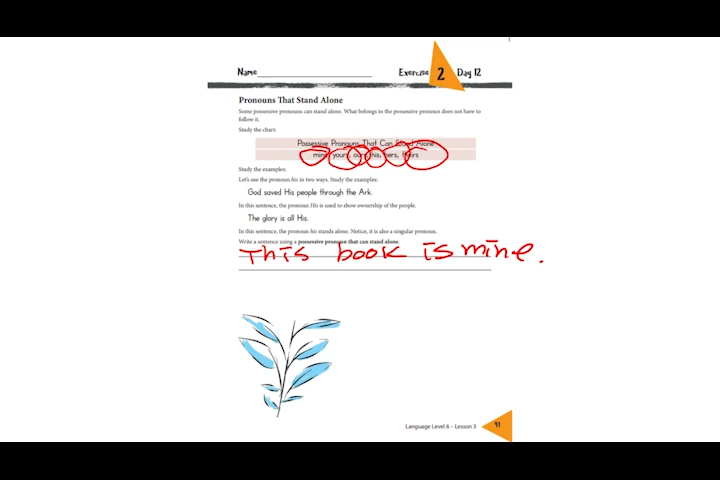 Name
Exercise 2 Day 12
Pronouns That Stand Alone
Some possessive pronouns can stand alone. What belongs to the possessive pronoun does not have to
follow it.
Study the chart:
Possessive Pronouns That Can Stand Alone
mine, yours, ours, his, hers, theirs
Study the examples:
Let's use the pronoun his in two ways. Study the examples:
God saved His people through the Ark.
In this sentence, the pronoun His is used to show ownership of the people.
The glory is all His.
In this sentence, the pronoun his stands alone. Notice, it is also a singular pronoun.
Write a sentence using a possessive pronoun that can stand alone.
This book is mine.
Language Level 6 – Lesson 3
41